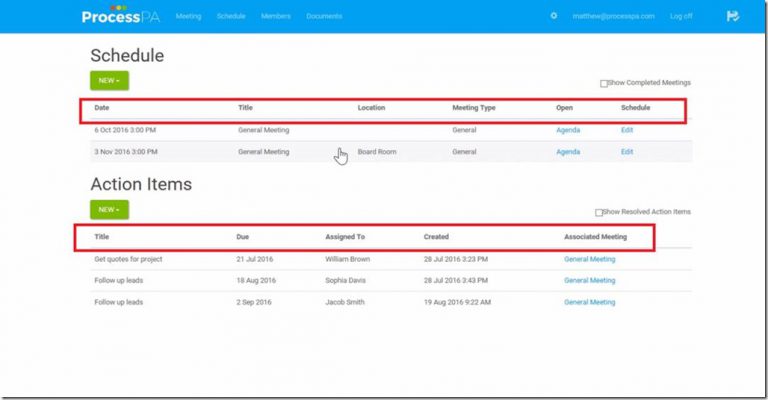 ProcessPA Meeting Schedule Members Documents matthew@processpa.com Log off
Schedule
NEW
Show Completed Meetings
Date Title Location Meeting Type Open Schedule
6 Oct 2016 3:00 PM General Meeting General Agenda Edit
3 Nov 2016 3:00 PM General Meeting Board Room General Agenda Edit
Action Items
NEW
Show Resolved Action Items
Title Due Assigned To Created Associated Meeting
Get quotes for project 21 Jul 2016 William Brown 28 Jul 2016 3:23 PM General Meeting
Follow up leads 18 Aug 2016 Sophia Davis 28 Jul 2016 3:43 PM General Meeting
Follow up leads 2 Sep 2016 Jacob Smith 19 Aug 2016 9:22 AM General Meeting